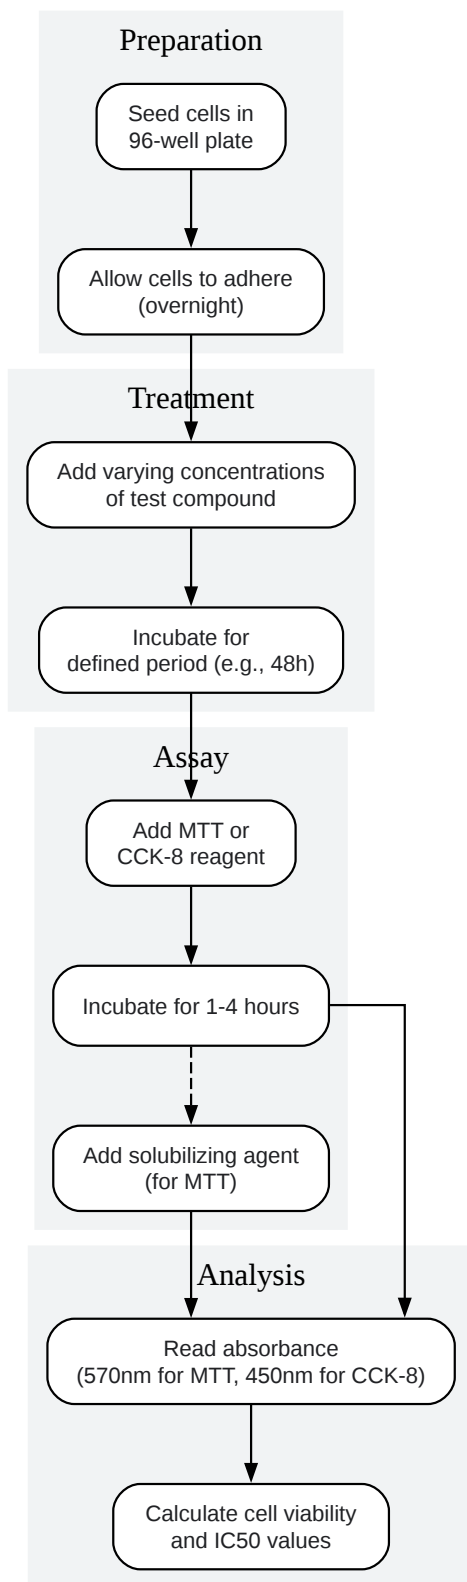 Preparation
Seed cells in
96-well plate
Allow cells to adhere
(overnight)
Treatment
Add varying concentrations
of test compound
Incubate for
defined period (e.g., 48h)
Assay
Add MTT or
CCK-8 reagent
Incubate for 1-4 hours
Add solubilizing agent
(for MTT)
Analysis
Read absorbance
(570nm for MTT, 450nm for CCK-8)
Calculate cell viability
and IC50 values